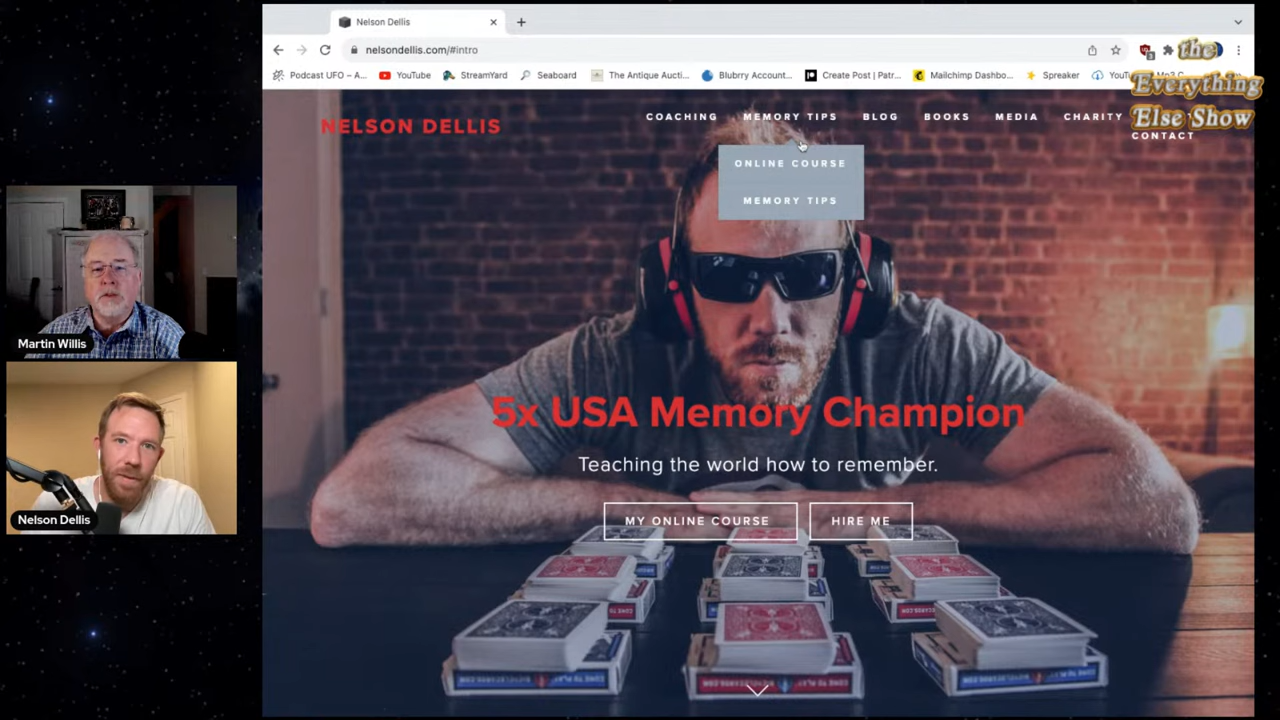 Nelson Dellis
nelsondellis.com/#intro
Podcast UFO – A... YouTube StreamYard Seaboard The Antique Aucti... Blubrry Account... Create Post | Patr... Mailchimp Dashbo... Spreaker
the
Everything
Else Show
NELSON DELLIS
COACHING MEMORY TIPS BLOG BOOKS MEDIA CHARITY
CONTACT
ONLINE COURSE
MEMORY TIPS
Martin Willis
Nelson Dellis
5x USA Memory Champion
Teaching the world how to remember.
MY ONLINE COURSE HIRE ME